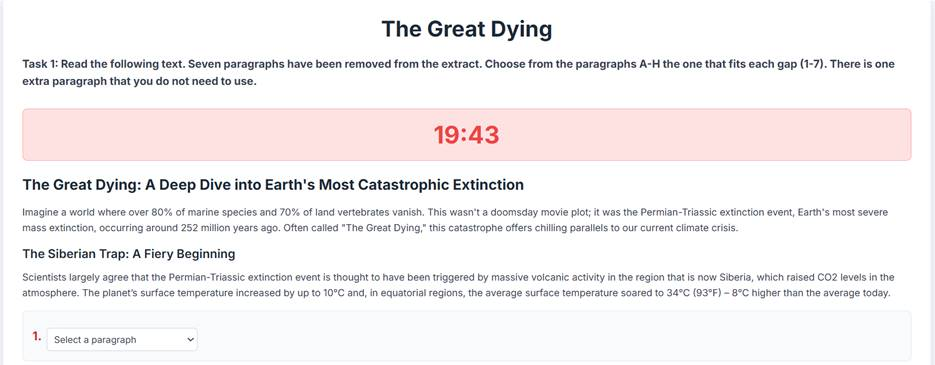 The Great Dying
Task 1: Read the following text. Seven paragraphs have been removed from the extract. Choose from the paragraphs A-H the one that fits each gap (1-7). There is one
extra paragraph that you do not need to use.
19:43
The Great Dying: A Deep Dive into Earth's Most Catastrophic Extinction
Imagine a world where over 80% of marine species and 70% of land vertebrates vanish. This wasn't a doomsday movie plot; it was the Permian-Triassic extinction event, Earth's most severe
mass extinction, occurring around 252 million years ago. Often called "The Great Dying," this catastrophe offers chilling parallels to our current climate crisis.
The Siberian Trap: A Fiery Beginning
Scientists largely agree that the Permian-Triassic extinction event is thought to have been triggered by massive volcanic activity in the region that is now Siberia, which raised CO2 levels in the
atmosphere. The planet's surface temperature increased by up to 10°C and, in equatorial regions, the average surface temperature soared to 34°C (93°F) – 8°C higher than the average today.
1. Select a paragraph